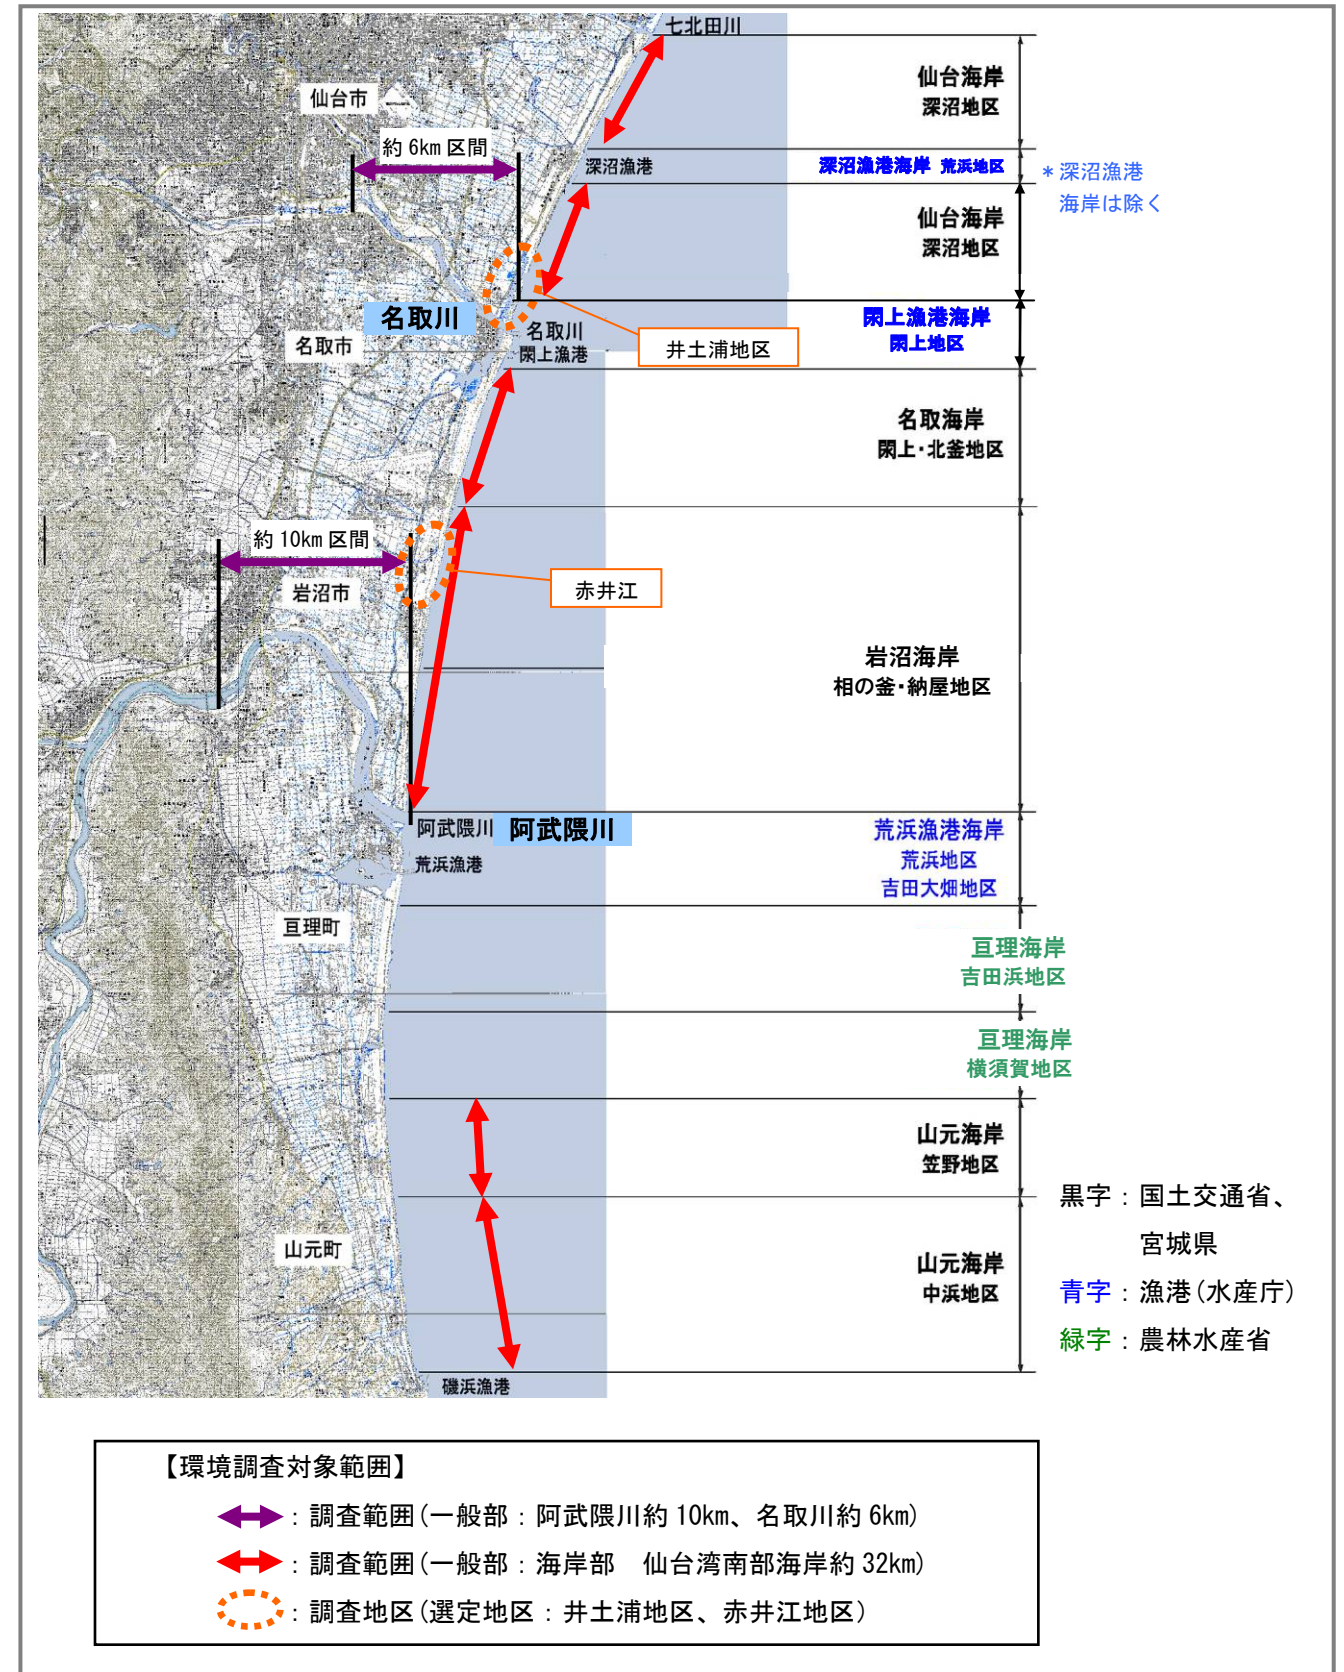 七北田川
仙台市
仙台海岸
深沼地区
約 6km 区間
深沼漁港
深沼漁港海岸 荒浜地区
＊深沼漁港
海岸は除く
仙台海岸
深沼地区
名取川
名取川
閖上漁港
名取市
井土浦地区
閖上漁港海岸
閖上地区
名取海岸
閖上・北釜地区
約 10km 区間
岩沼市
赤井江
岩沼海岸
相の釜・納屋地区
阿武隈川
阿武隈川
荒浜漁港
荒浜漁港海岸
荒浜地区
吉田大畑地区
亘理町
亘理海岸
吉田浜地区
亘理海岸
横須賀地区
山元海岸
笠野地区
山元町
山元海岸
中浜地区
磯浜漁港
黒字：国土交通省、
宮城県
青字：漁港(水産庁)
緑字：農林水産省
【環境調査対象範囲】
：調査範囲(一般部：阿武隈川約 10km、名取川約 6km)
：調査範囲(一般部：海岸部　仙台湾南部海岸約 32km)
：調査地区(選定地区：井土浦地区、赤井江地区)